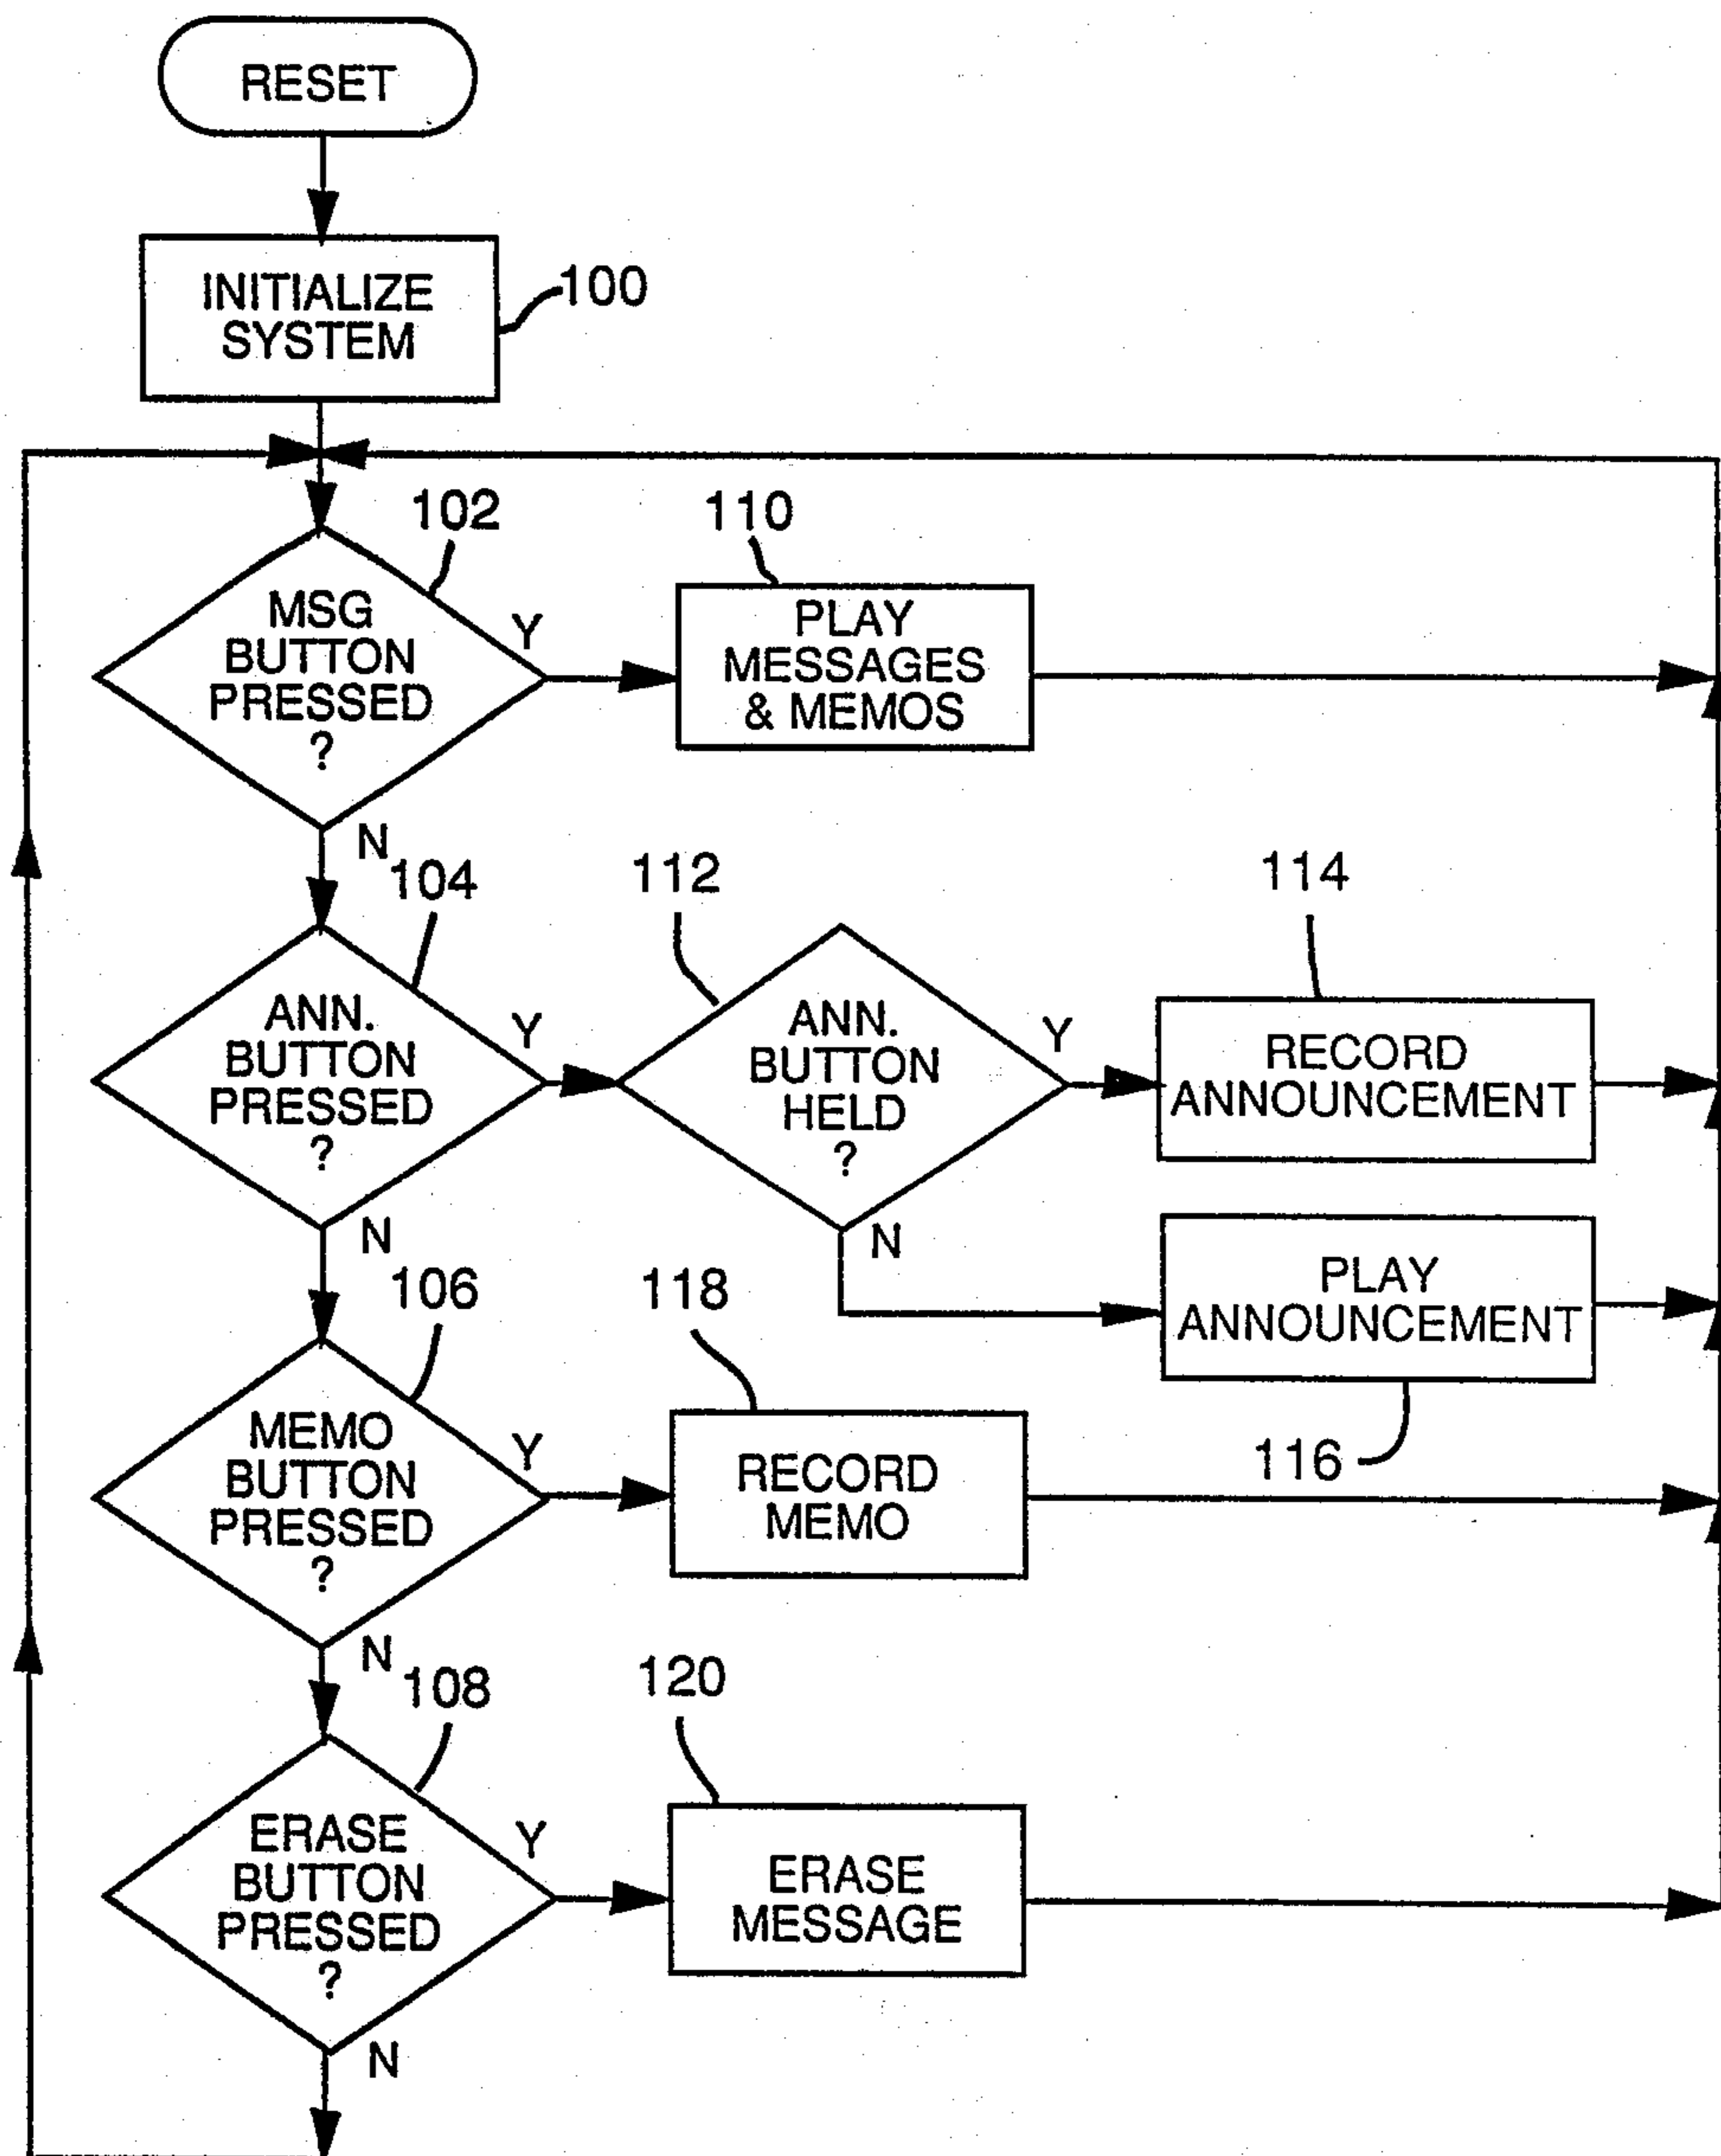 RESET
INITIALIZE
SYSTEM
100
102
110
MSG
BUTTON
PRESSED
?
Y
PLAY
MESSAGES
& MEMOS
N
104
112
114
ANN.
BUTTON
PRESSED
?
Y
ANN.
BUTTON
HELD
?
Y
RECORD
ANNOUNCEMENT
N
N
PLAY
ANNOUNCEMENT
116
106
118
MEMO
BUTTON
PRESSED
?
Y
RECORD
MEMO
N
108
120
ERASE
BUTTON
PRESSED
?
Y
ERASE
MESSAGE
N